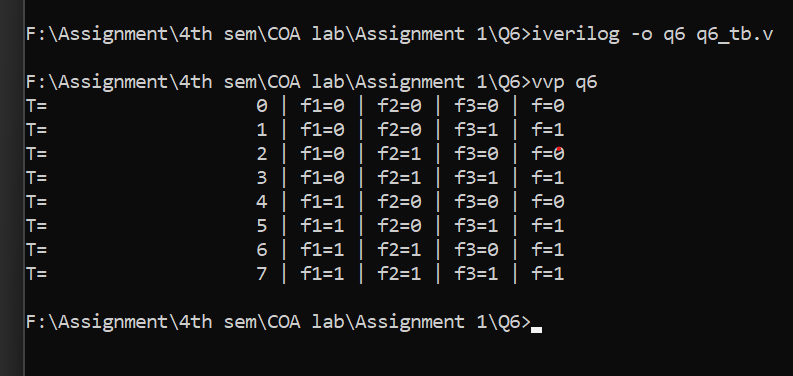 F:\Assignment\4th sem\COA lab\Assignment 1\Q6>iverilog -o q6 q6_tb.v
F:\Assignment\4th sem\COA lab\Assignment 1\Q6>vvp q6
T=                   0 | f1=0 | f2=0 | f3=0 | f=0
T=                   1 | f1=0 | f2=0 | f3=1 | f=1
T=                   2 | f1=0 | f2=1 | f3=0 | f=0
T=                   3 | f1=0 | f2=1 | f3=1 | f=1
T=                   4 | f1=1 | f2=0 | f3=0 | f=0
T=                   5 | f1=1 | f2=0 | f3=1 | f=1
T=                   6 | f1=1 | f2=1 | f3=0 | f=1
T=                   7 | f1=1 | f2=1 | f3=1 | f=1
F:\Assignment\4th sem\COA lab\Assignment 1\Q6>